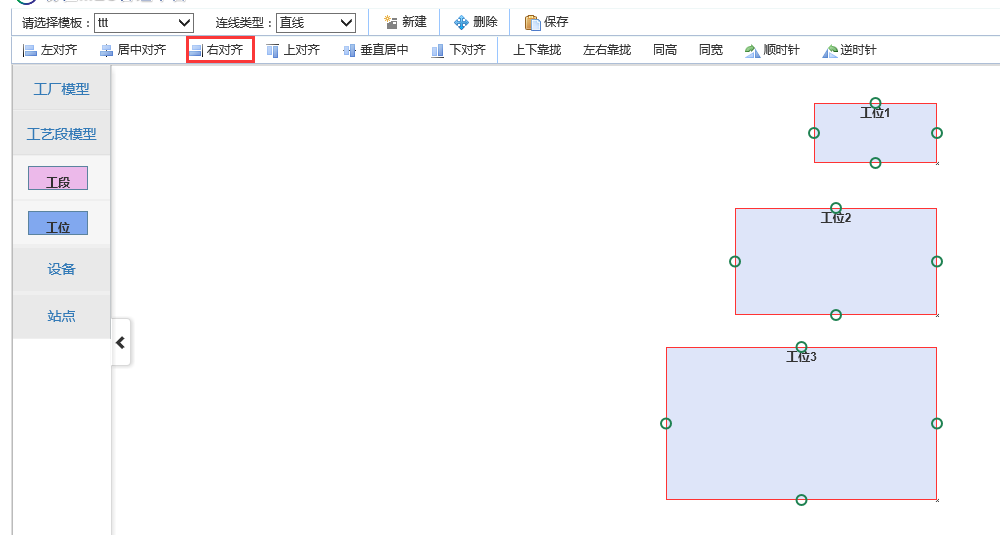 请选择模板： ttt 连线类型： 直线 新建 删除 保存
左对齐 居中对齐 右对齐 上对齐 垂直居中 下对齐 上下靠拢 左右靠拢 同高 同宽 顺时针 逆时针
工厂模型
工艺段模型
工段
工位
设备
站点
工位1
工位2
工位3